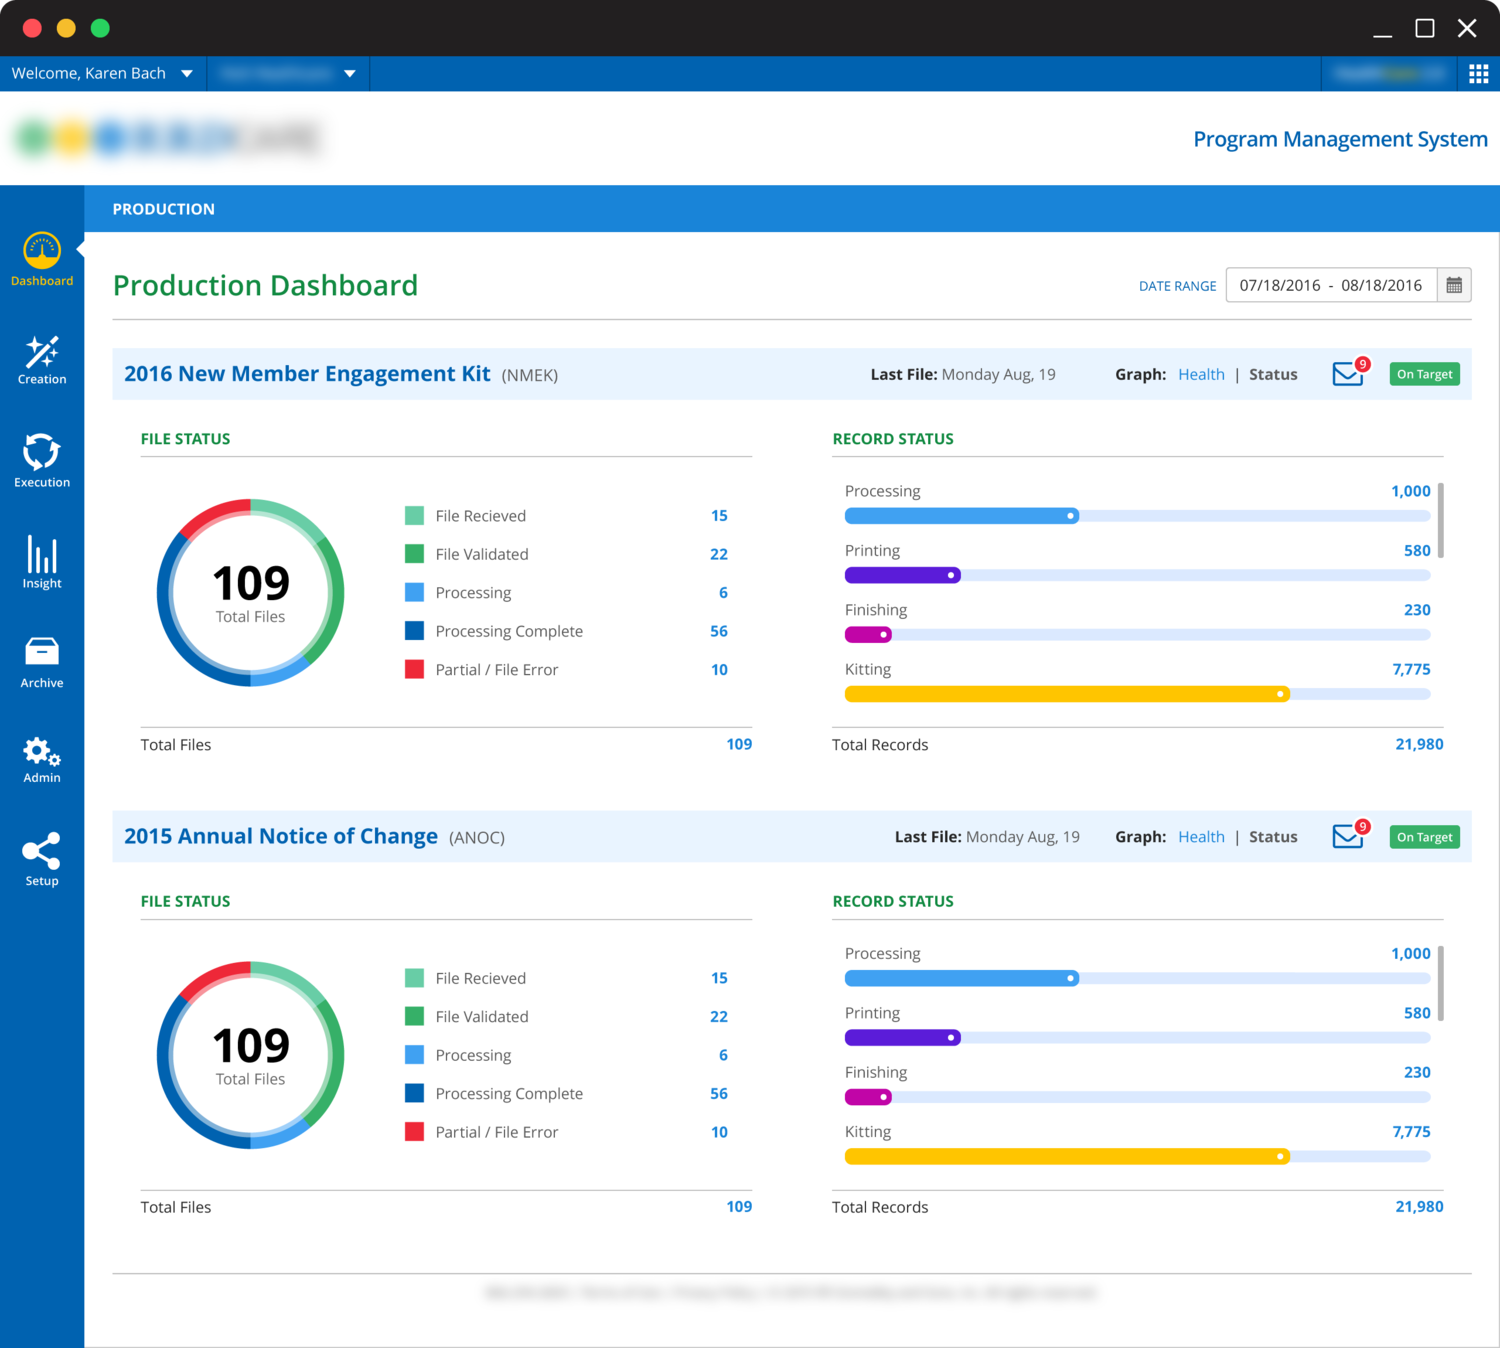 Welcome, Karen Bach
Program Management System
PRODUCTION
Dashboard
Creation
Execution
Insight
Archive
Admin
Setup
Production Dashboard
DATE RANGE 07/18/2016 - 08/18/2016
2016 New Member Engagement Kit (NMEK) Last File: Monday Aug, 19 Graph: Health | Status 9 On Target
FILE STATUS
109
Total Files
File Recieved 15
File Validated 22
Processing 6
Processing Complete 56
Partial / File Error 10
Total Files 109
RECORD STATUS
Processing 1,000
Printing 580
Finishing 230
Kitting 7,775
Total Records 21,980
2015 Annual Notice of Change (ANOC) Last File: Monday Aug, 19 Graph: Health | Status 9 On Target
FILE STATUS
109
Total Files
File Recieved 15
File Validated 22
Processing 6
Processing Complete 56
Partial / File Error 10
Total Files 109
RECORD STATUS
Processing 1,000
Printing 580
Finishing 230
Kitting 7,775
Total Records 21,980